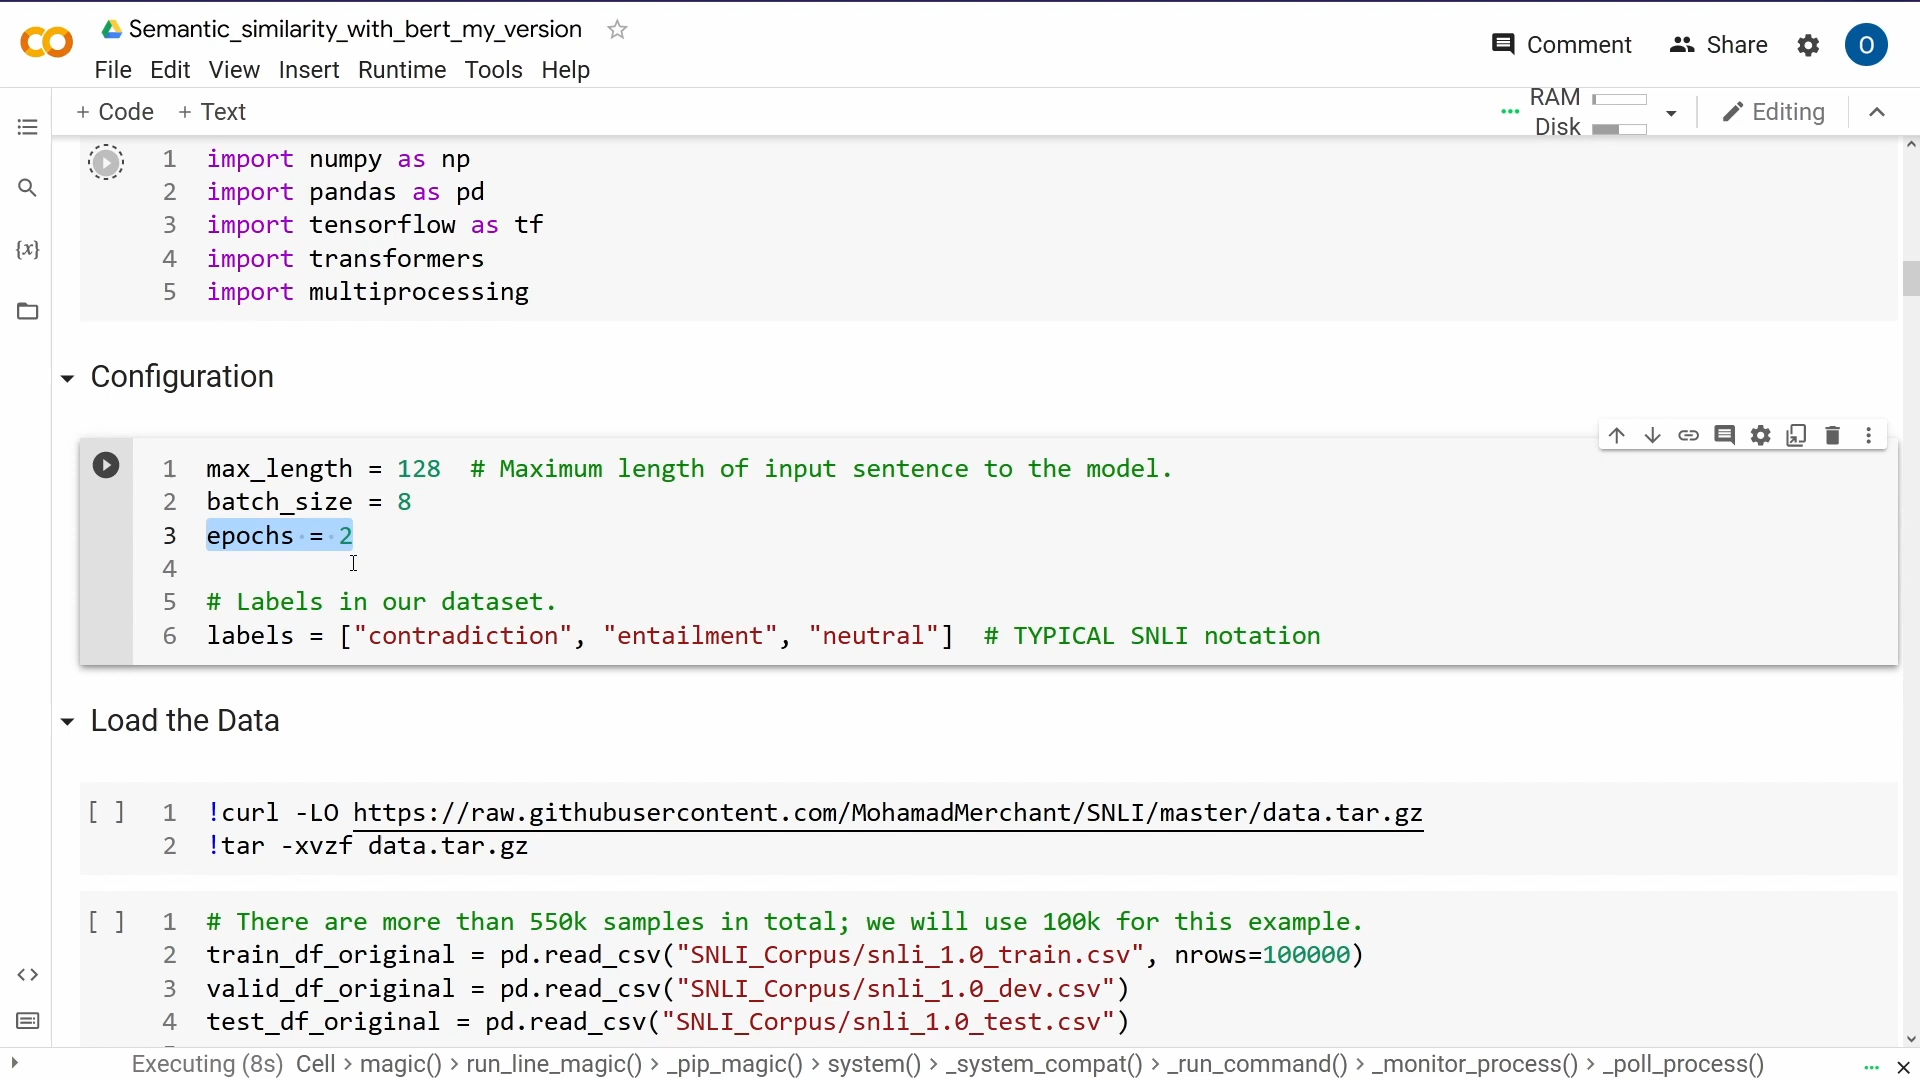 Semantic_similarity_with_bert_my_version
Comment
Share
O
File Edit View Insert Runtime Tools Help
+ Code + Text
RAM
Disk
Editing
{x}
1 import numpy as np
2 import pandas as pd
3 import tensorflow as tf
4 import transformers
5 import multiprocessing
Configuration
1 max_length = 128  # Maximum length of input sentence to the model.
2 batch_size = 8
3 epochs = 2
4
5 # Labels in our dataset.
6 labels = ["contradiction", "entailment", "neutral"]  # TYPICAL SNLI notation
Load the Data
[ ] 1 !curl -LO https://raw.githubusercontent.com/MohamadMerchant/SNLI/master/data.tar.gz
2 !tar -xvzf data.tar.gz
[ ] 1 # There are more than 550k samples in total; we will use 100k for this example.
2 train_df_original = pd.read_csv("SNLI_Corpus/snli_1.0_train.csv", nrows=100000)
3 valid_df_original = pd.read_csv("SNLI_Corpus/snli_1.0_dev.csv")
4 test_df_original = pd.read_csv("SNLI_Corpus/snli_1.0_test.csv")
Executing (8s) Cell > magic() > run_line_magic() > _pip_magic() > system() > _system_compat() > _run_command() > _monitor_process() > _poll_process()